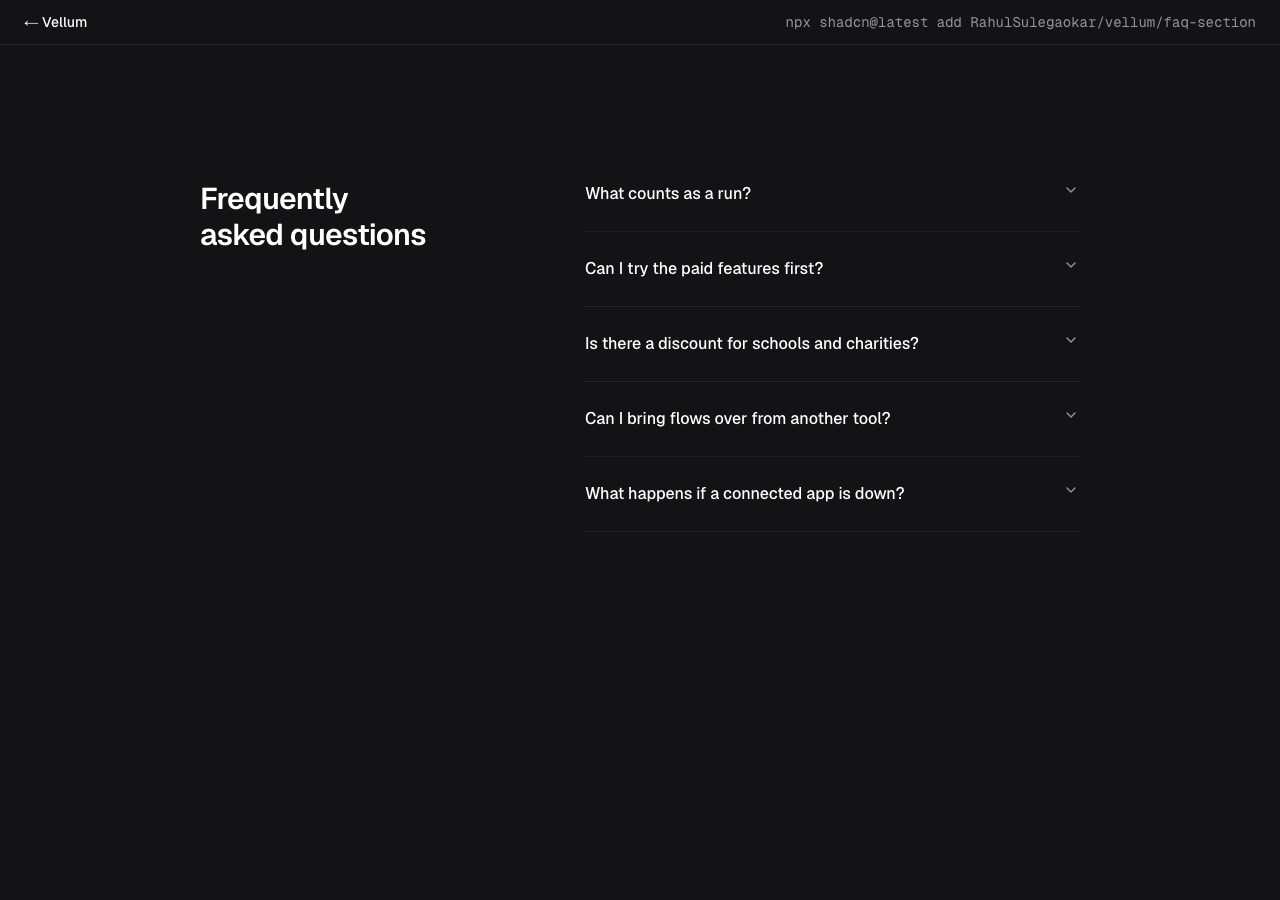 ← Vellum
npx shadcn@latest add RahulSulegaokar/vellum/faq-section
Frequently
asked questions
What counts as a run?
Can I try the paid features first?
Is there a discount for schools and charities?
Can I bring flows over from another tool?
What happens if a connected app is down?